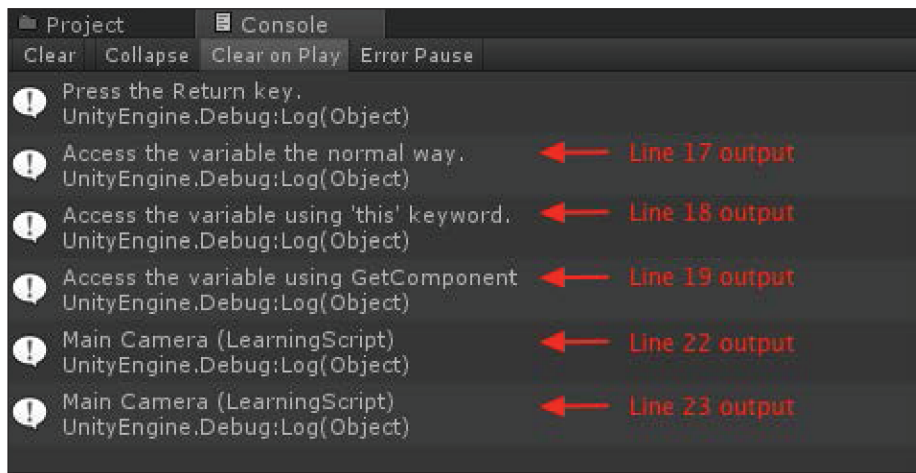 Project Console
Clear Collapse Clear on Play Error Pause
Press the Return key.
UnityEngine.Debug:Log(Object)
Access the variable the normal way. Line 17 output
UnityEngine.Debug:Log(Object)
Access the variable using 'this' keyword. Line 18 output
UnityEngine.Debug:Log(Object)
Access the variable using GetComponent Line 19 output
UnityEngine.Debug:Log(Object)
Main Camera (LearningScript) Line 22 output
UnityEngine.Debug:Log(Object)
Main Camera (LearningScript) Line 23 output
UnityEngine.Debug:Log(Object)